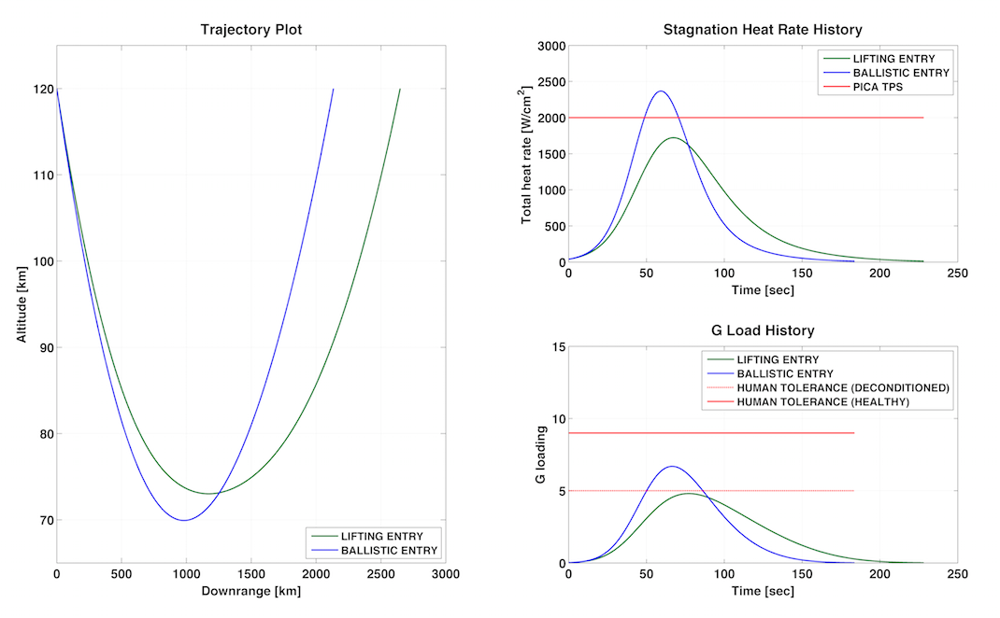 Trajectory Plot
120
110
100
90
80
70
Altitude [km]
0
500
1000
1500
2000
2500
3000
Downrange [km]
LIFTING ENTRY
BALLISTIC ENTRY
Stagnation Heat Rate History
3000
2500
2000
1500
1000
500
0
Total heat rate [W/cm2]
0
50
100
150
200
250
Time [sec]
LIFTING ENTRY
BALLISTIC ENTRY
PICA TPS
G Load History
15
10
5
0
G loading
0
50
100
150
200
250
Time [sec]
LIFTING ENTRY
BALLISTIC ENTRY
HUMAN TOLERANCE (DECONDITIONED)
HUMAN TOLERANCE (HEALTHY)